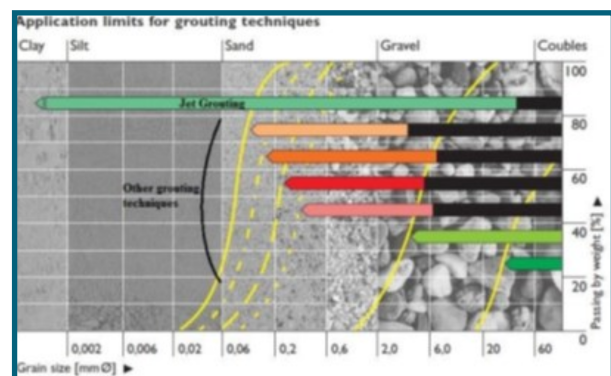 Application limits for grouting techniques
Clay Silt Sand Gravel Coubles
100
Jet Grouting
80
60
Other grouting
techniques
40
20
0
Passing by weight [%] ►
0,002 0,006 0,02 0,06 0,2 0,6 2,0 6,0 20 60
Grain size [mm Ø] ►